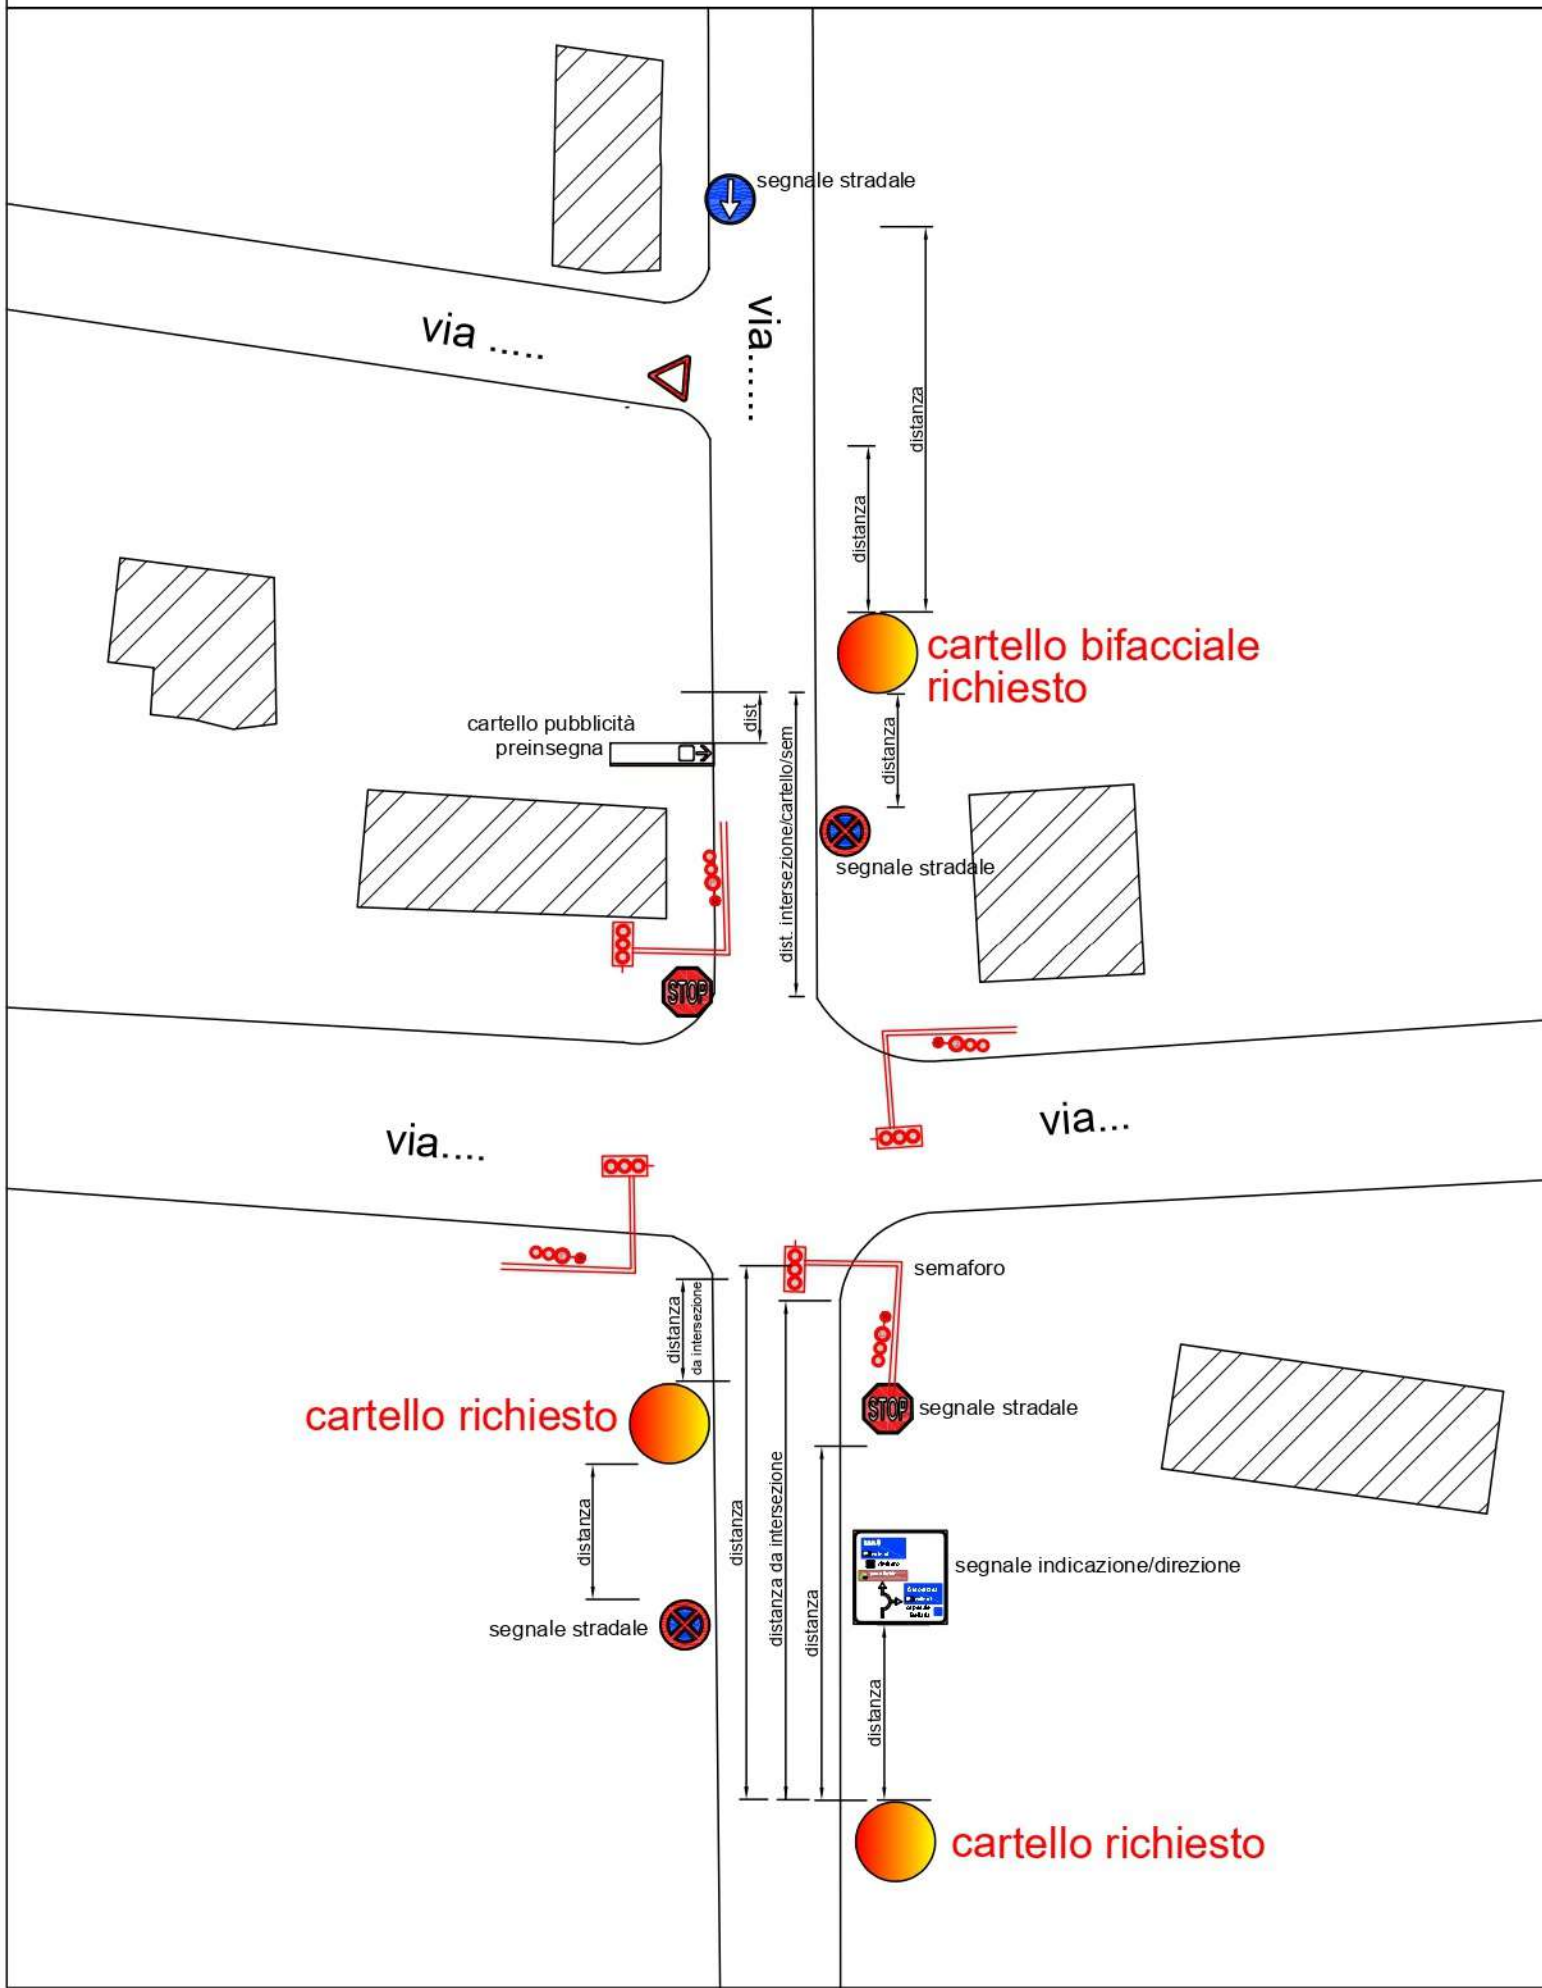 segnale stradale
via .....
via......
distanza
distanza
cartello bifacciale
richiesto
cartello pubblicità
preinsegna
dist
distanza
dist. intersezione/cartello/sem
segnale stradale
STOP
via....
via...
semaforo
distanza
da intersezione
cartello richiesto
STOP
segnale stradale
distanza
distanza
distanza da intersezione
distanza
segnale indicazione/direzione
segnale stradale
distanza
cartello richiesto